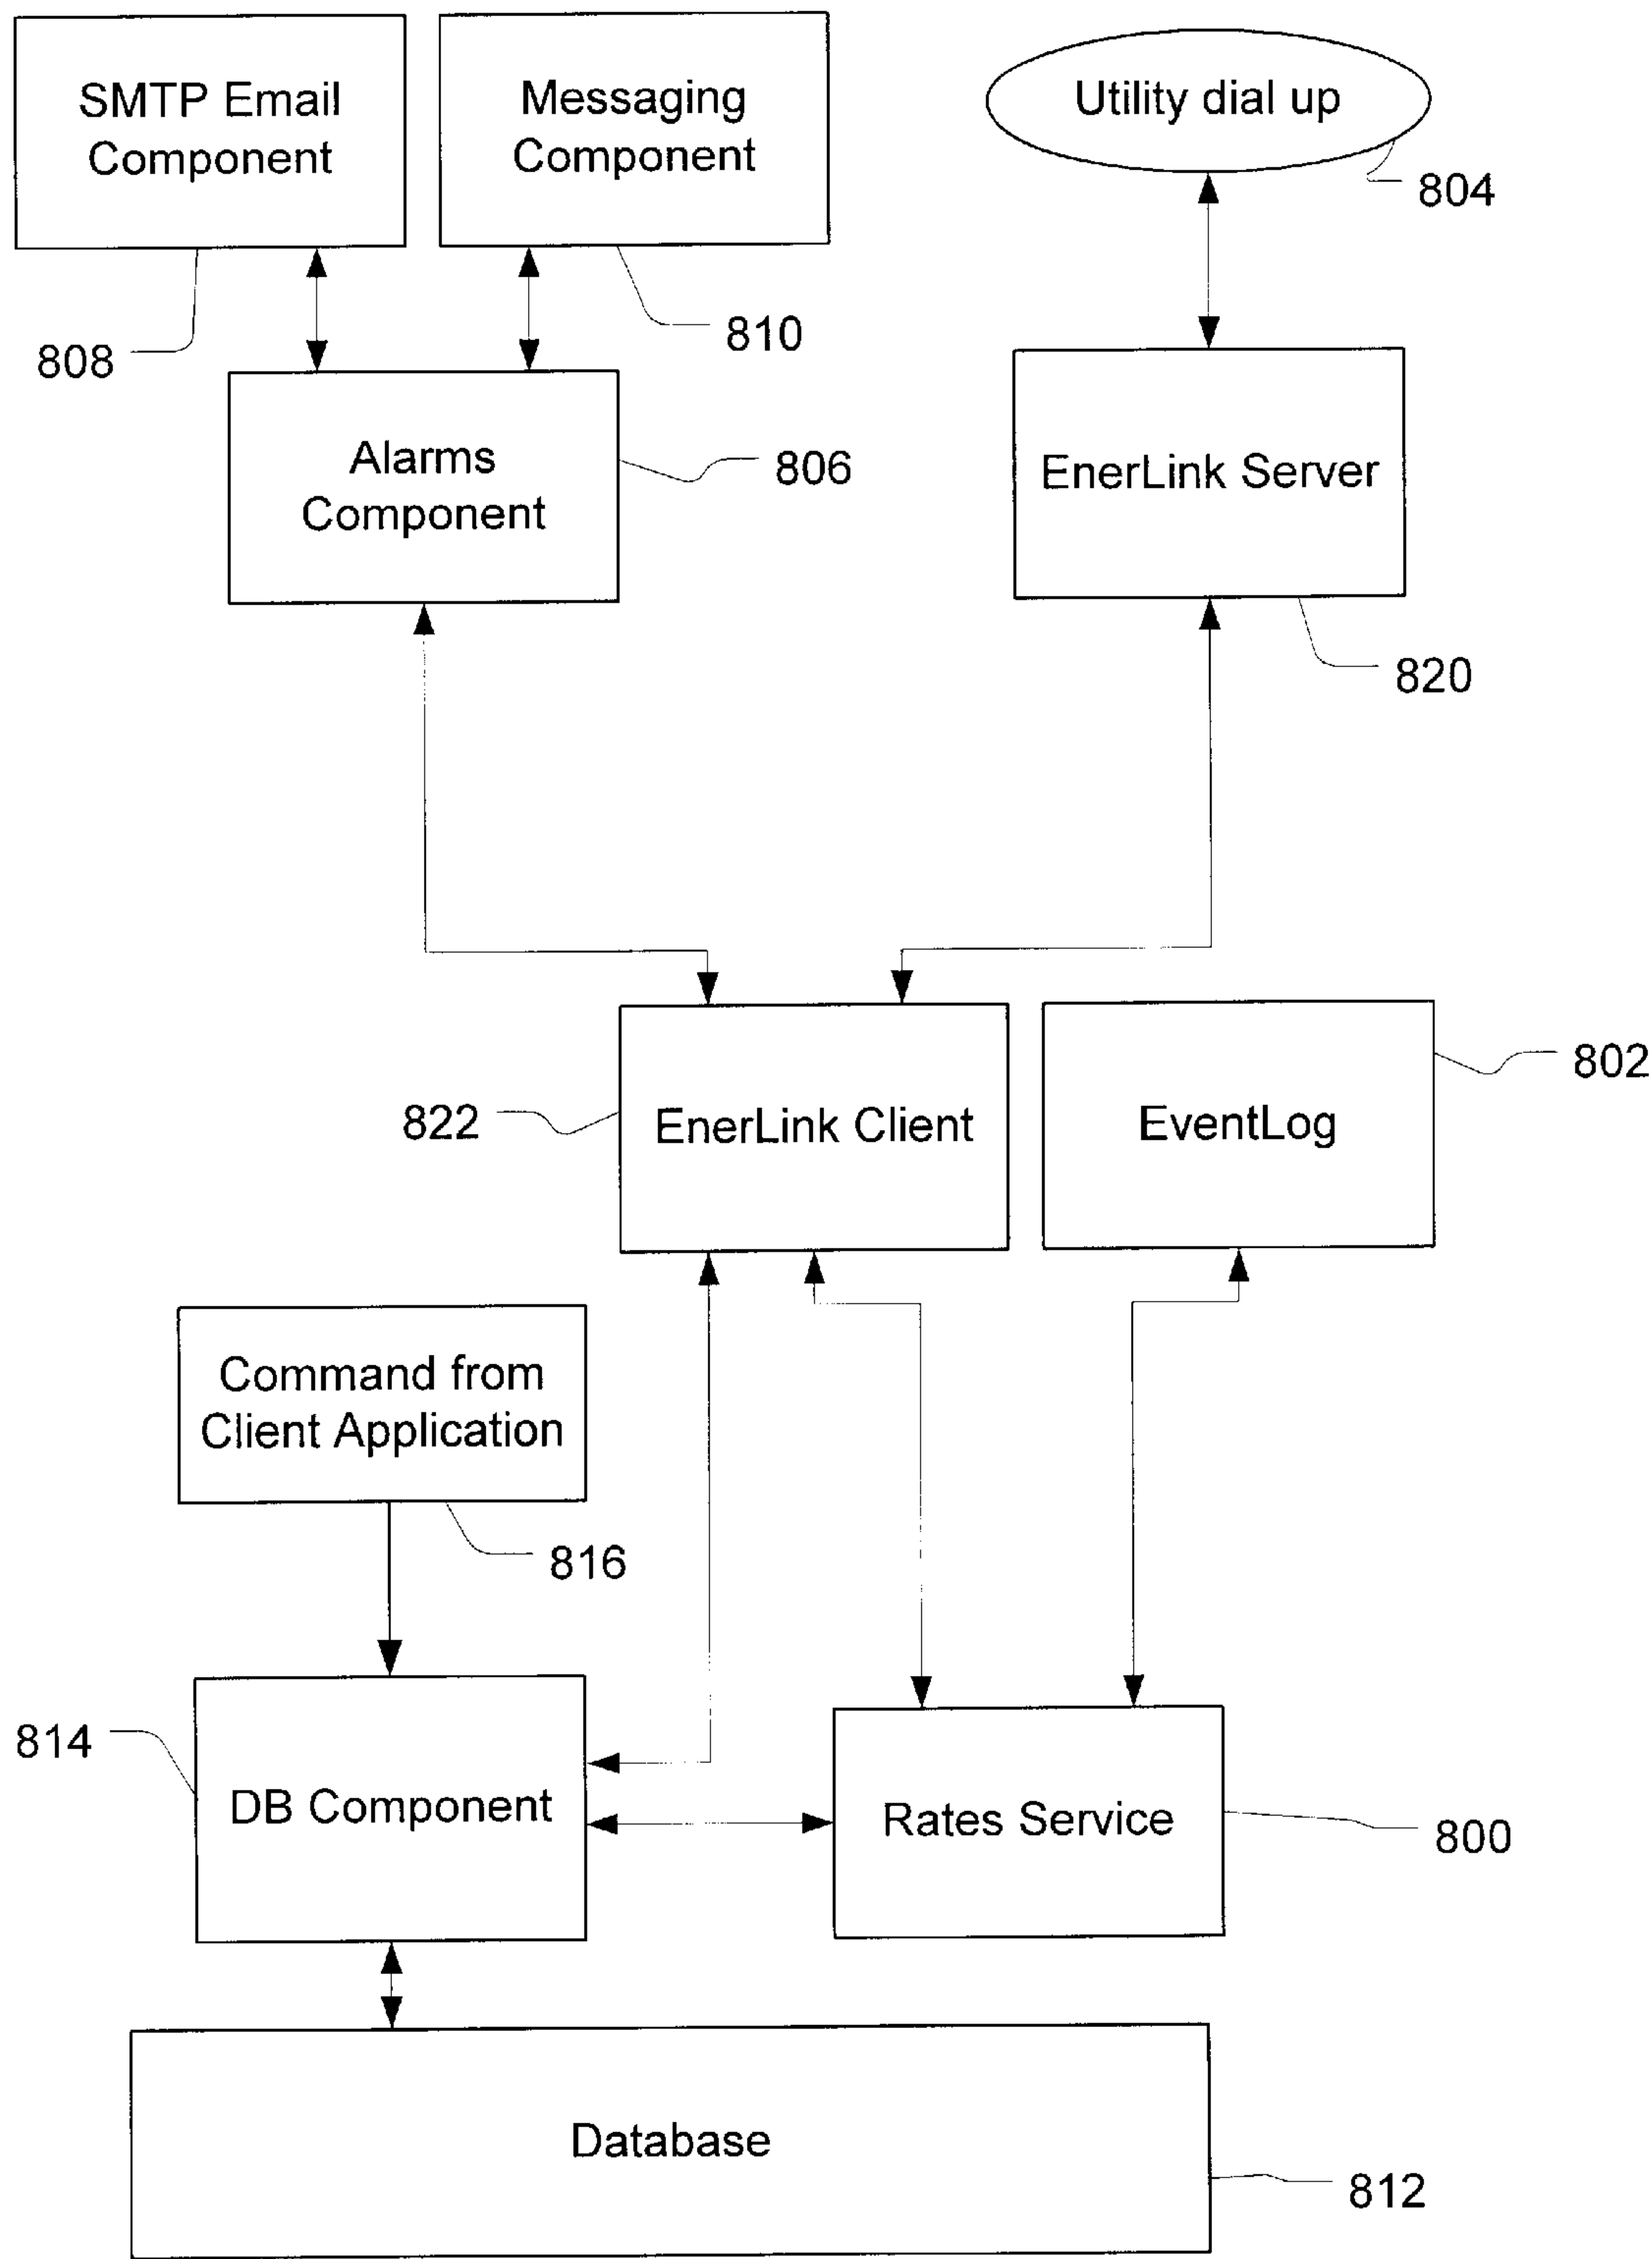 SMTP Email
Component
Messaging
Component
Utility dial up
804
808
810
Alarms
Component
806
EnerLink Server
820
822
EnerLink Client
EventLog
802
Command from
Client Application
816
814
DB Component
Rates Service
800
Database
812